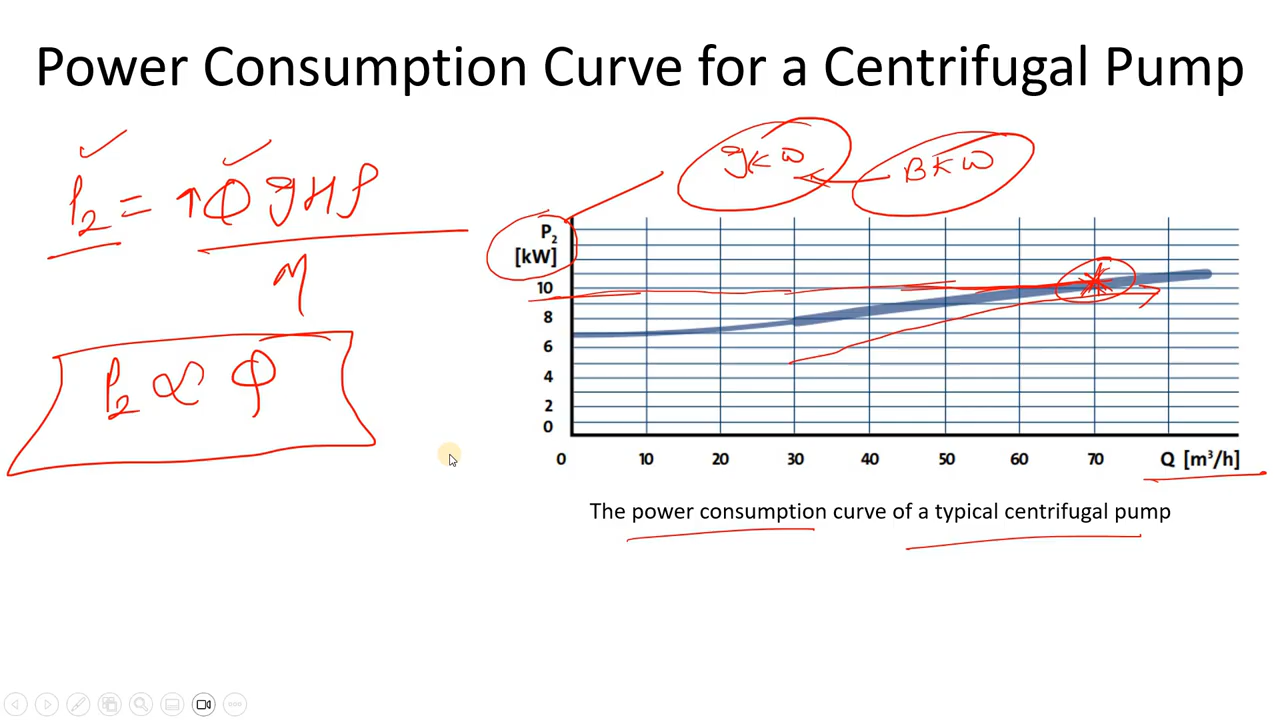 Power Consumption Curve for a Centrifugal Pump
P₂ = ↑Q g H ρ
η
P₂ ∝ Q
BKW
P₂
[kW]
10
8
6
4
2
0
0 10 20 30 40 50 60 70 Q [m³/h]
The power consumption curve of a typical centrifugal pump